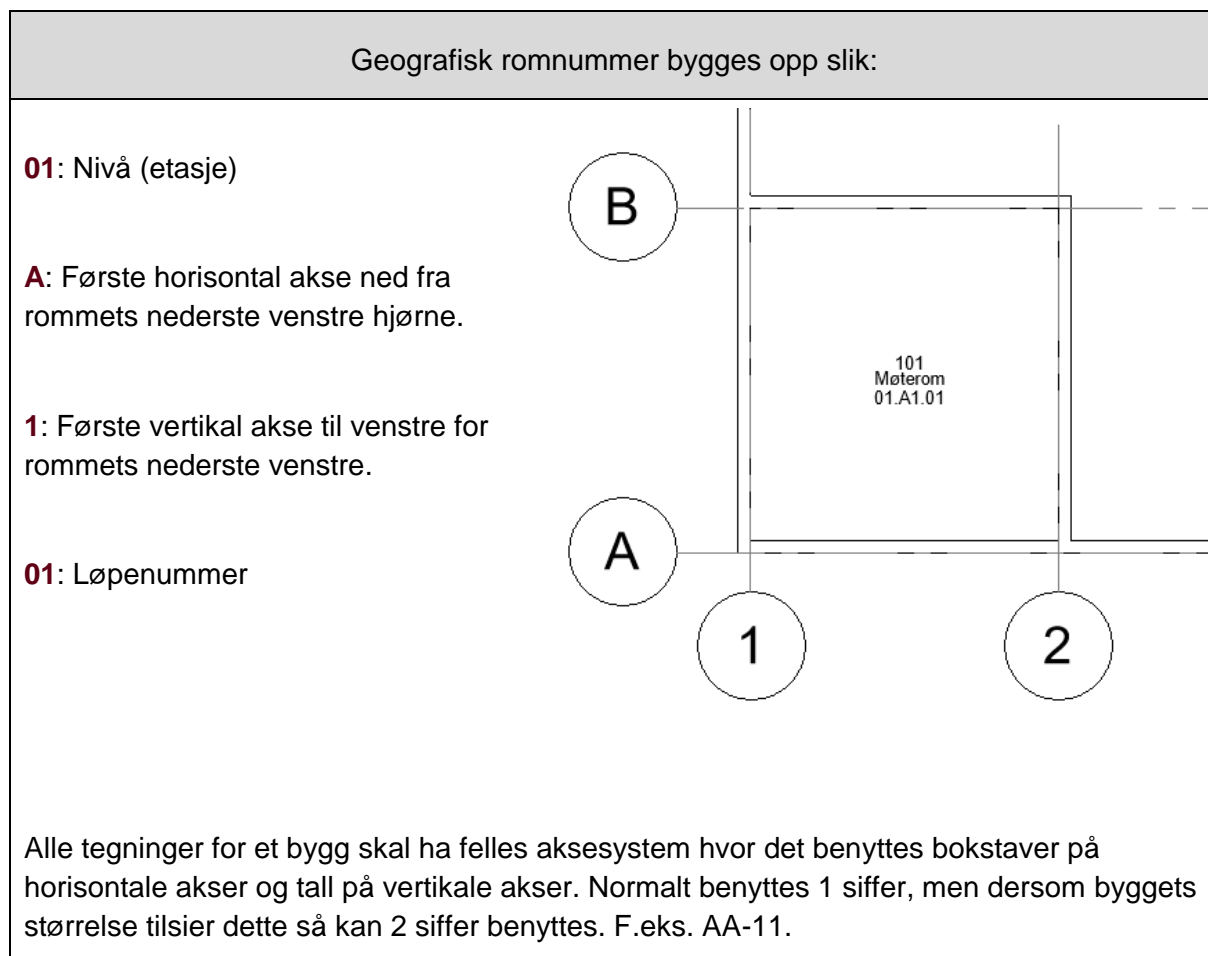 Geografisk romnummer bygges opp slik:
01: Nivå (etasje)
A: Første horisontal akse ned fra
rommets nederste venstre hjørne.
1: Første vertikal akse til venstre for
rommets nederste venstre.
01: Løpenummer
B
101
Møterom
01.A1.01
A
1
2
Alle tegninger for et bygg skal ha felles aksesystem hvor det benyttes bokstaver på
horisontale akser og tall på vertikale akser. Normalt benyttes 1 siffer, men dersom byggets
størrelse tilsier dette så kan 2 siffer benyttes. F.eks. AA-11.